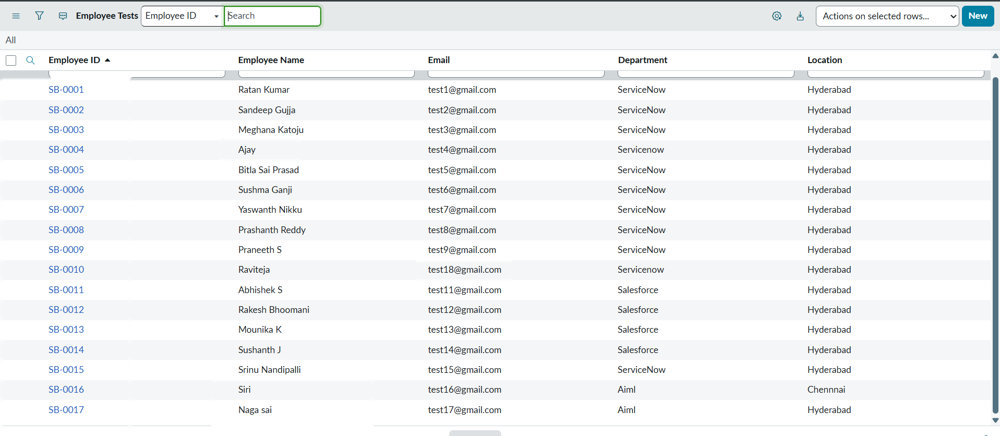 Employee Tests Employee ID Search Actions on selected rows... New
All
Employee ID Employee Name Email Department Location
SB-0001 Ratan Kumar test1@gmail.com ServiceNow Hyderabad
SB-0002 Sandeep Gujja test2@gmail.com ServiceNow Hyderabad
SB-0003 Meghana Katoju test3@gmail.com ServiceNow Hyderabad
SB-0004 Ajay test4@gmail.com Servicenow Hyderabad
SB-0005 Bitla Sai Prasad test5@gmail.com ServiceNow Hyderabad
SB-0006 Sushma Ganji test6@gmail.com ServiceNow Hyderabad
SB-0007 Yaswanth Nikku test7@gmail.com ServiceNow Hyderabad
SB-0008 Prashanth Reddy test8@gmail.com ServiceNow Hyderabad
SB-0009 Praneeth S test9@gmail.com ServiceNow Hyderabad
SB-0010 Raviteja test18@gmail.com Servicenow Hyderabad
SB-0011 Abhishek S test11@gmail.com Salesforce Hyderabad
SB-0012 Rakesh Bhoomani test12@gmail.com Salesforce Hyderabad
SB-0013 Mounika K test13@gmail.com Salesforce Hyderabad
SB-0014 Sushanth J test14@gmail.com Salesforce Hyderabad
SB-0015 Srinu Nandipalli test15@gmail.com ServiceNow Hyderabad
SB-0016 Siri test16@gmail.com Aiml Chennnai
SB-0017 Naga sai test17@gmail.com Aiml Hyderabad